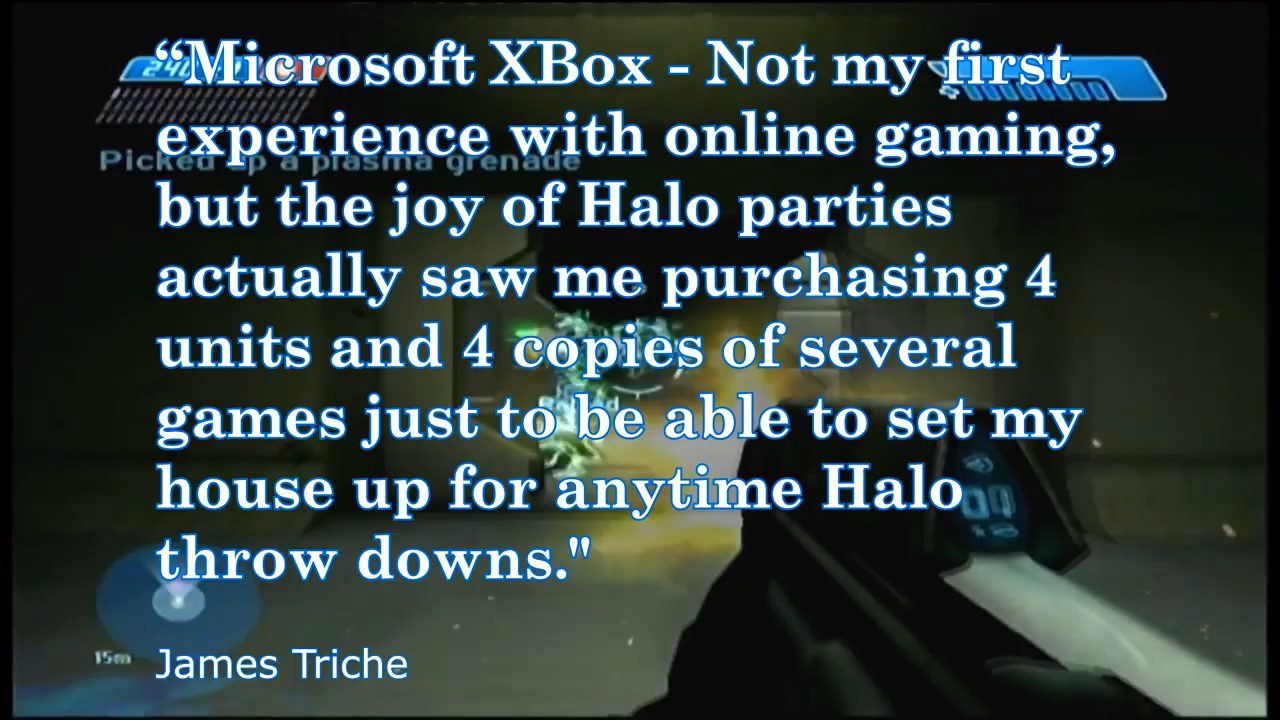 “Microsoft XBox - Not my first
experience with online gaming,
Picked up a plasma grenade
but the joy of Halo parties
actually saw me purchasing 4
units and 4 copies of several
games just to be able to set my
house up for anytime Halo
throw downs."
15m
James Triche